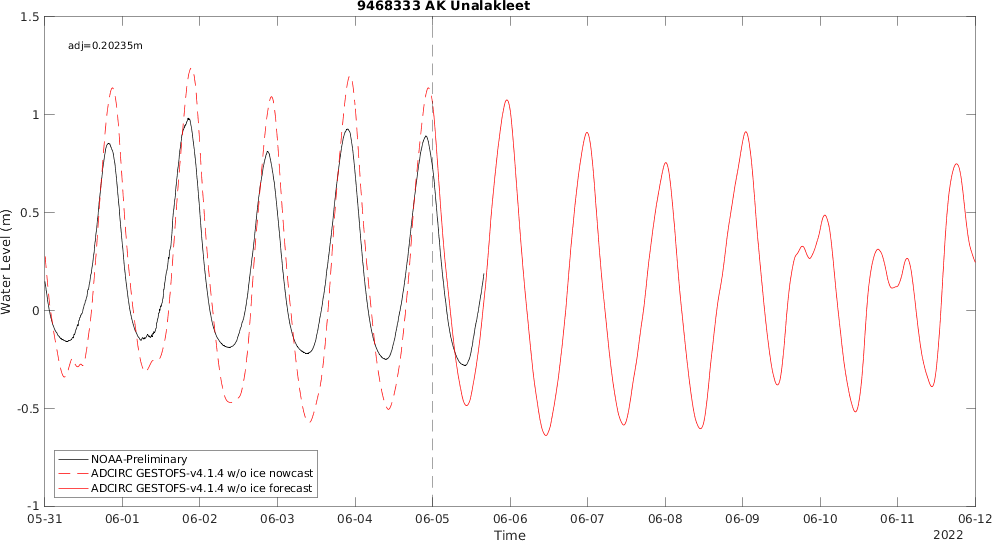 9468333 AK Unalakleet
adj=0.20235m
1.5
1
0.5
0
-0.5
-1
Water Level (m)
NOAA-Preliminary
ADCIRC GESTOFS-v4.1.4 w/o ice nowcast
ADCIRC GESTOFS-v4.1.4 w/o ice forecast
05-31 06-01 06-02 06-03 06-04 06-05 06-06 06-07 06-08 06-09 06-10 06-11 06-12
Time
2022